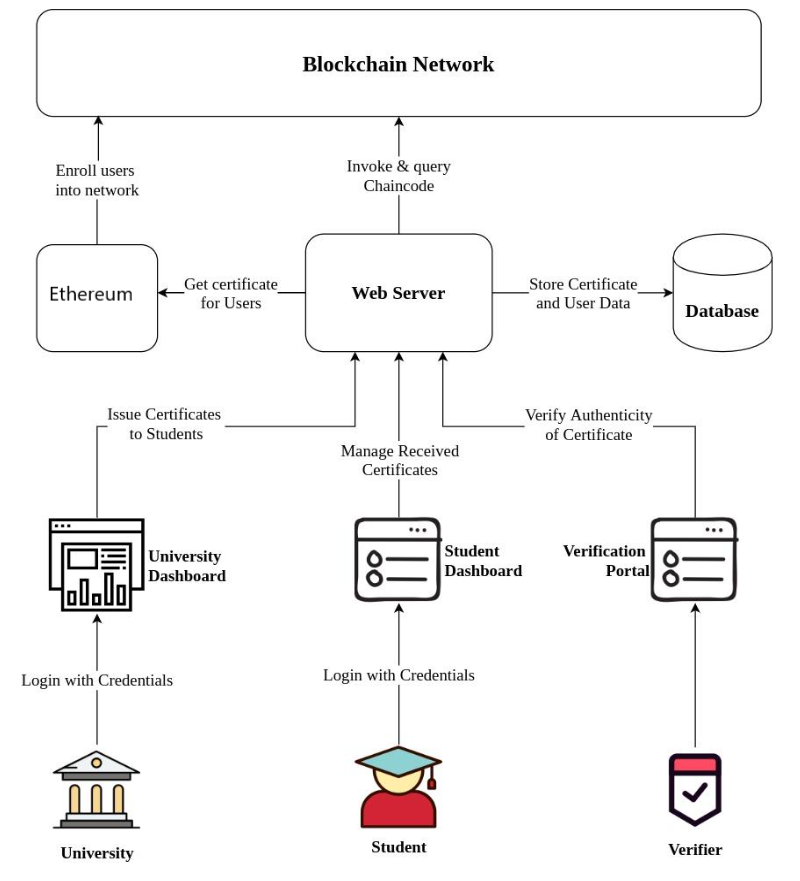 Blockchain Network
Enroll users
into network
Invoke & query
Chaincode
Ethereum
Get certificate
for Users
Web Server
Store Certificate
and User Data
Database
Issue Certificates
to Students
Manage Received
Certificates
Verify Authenticity
of Certificate
University
Dashboard
Student
Dashboard
Verification
Portal
Login with Credentials
Login with Credentials
University
Student
Verifier